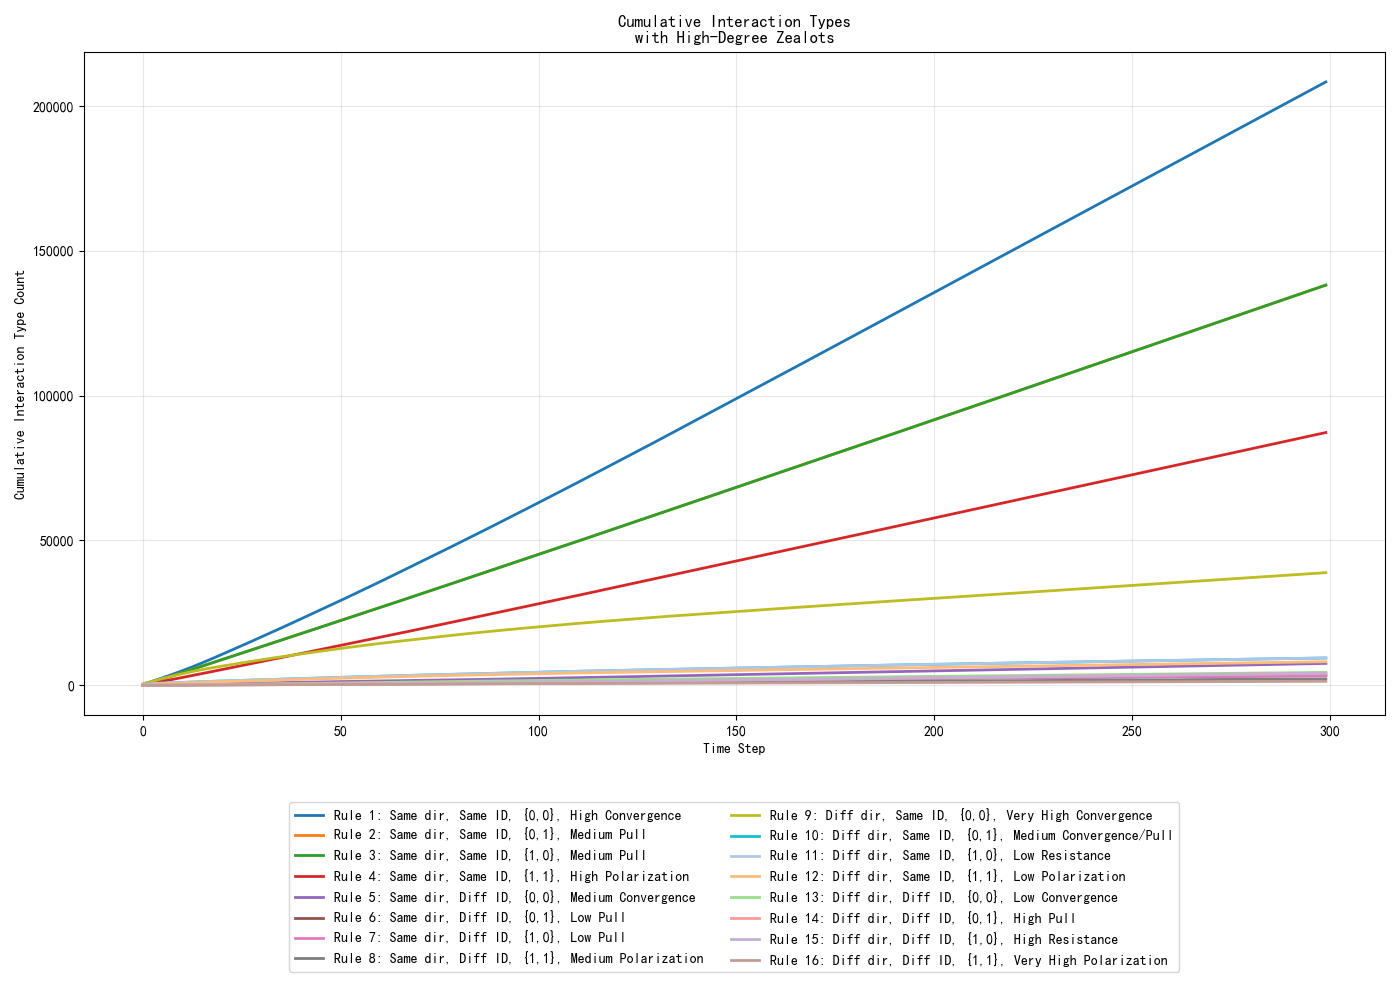 Cumulative Interaction Types
with High-Degree Zealots
Cumulative Interaction Type Count
200000
150000
100000
50000
0
0 50 100 150 200 250 300
Time Step
Rule 1: Same dir, Same ID, {0,0}, High Convergence
Rule 2: Same dir, Same ID, {0,1}, Medium Pull
Rule 3: Same dir, Same ID, {1,0}, Medium Pull
Rule 4: Same dir, Same ID, {1,1}, High Polarization
Rule 5: Same dir, Diff ID, {0,0}, Medium Convergence
Rule 6: Same dir, Diff ID, {0,1}, Low Pull
Rule 7: Same dir, Diff ID, {1,0}, Low Pull
Rule 8: Same dir, Diff ID, {1,1}, Medium Polarization
Rule 9: Diff dir, Same ID, {0,0}, Very High Convergence
Rule 10: Diff dir, Same ID, {0,1}, Medium Convergence/Pull
Rule 11: Diff dir, Same ID, {1,0}, Low Resistance
Rule 12: Diff dir, Same ID, {1,1}, Low Polarization
Rule 13: Diff dir, Diff ID, {0,0}, Low Convergence
Rule 14: Diff dir, Diff ID, {0,1}, High Pull
Rule 15: Diff dir, Diff ID, {1,0}, High Resistance
Rule 16: Diff dir, Diff ID, {1,1}, Very High Polarization